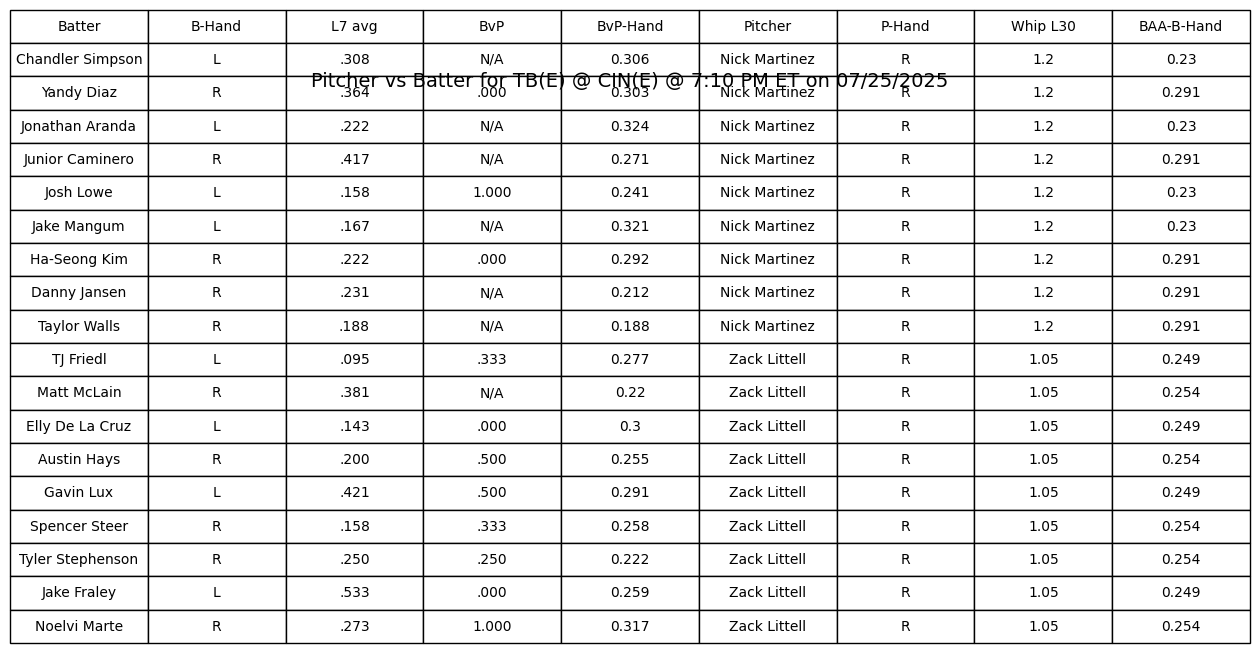 Batter B-Hand L7 avg BvP BvP-Hand Pitcher P-Hand Whip L30 BAA-B-Hand
Chandler Simpson L .308 N/A 0.306 Nick Martinez R 1.2 0.23
Pitcher vs Batter for TB(E) @ CIN(E) @ 7:10 PM ET on 07/25/2025
Yandy Diaz R .364 .000 0.303 Nick Martinez R 1.2 0.291
Jonathan Aranda L .222 N/A 0.324 Nick Martinez R 1.2 0.23
Junior Caminero R .417 N/A 0.271 Nick Martinez R 1.2 0.291
Josh Lowe L .158 1.000 0.241 Nick Martinez R 1.2 0.23
Jake Mangum L .167 N/A 0.321 Nick Martinez R 1.2 0.23
Ha-Seong Kim R .222 .000 0.292 Nick Martinez R 1.2 0.291
Danny Jansen R .231 N/A 0.212 Nick Martinez R 1.2 0.291
Taylor Walls R .188 N/A 0.188 Nick Martinez R 1.2 0.291
TJ Friedl L .095 .333 0.277 Zack Littell R 1.05 0.249
Matt McLain R .381 N/A 0.22 Zack Littell R 1.05 0.254
Elly De La Cruz L .143 .000 0.3 Zack Littell R 1.05 0.249
Austin Hays R .200 .500 0.255 Zack Littell R 1.05 0.254
Gavin Lux L .421 .500 0.291 Zack Littell R 1.05 0.249
Spencer Steer R .158 .333 0.258 Zack Littell R 1.05 0.254
Tyler Stephenson R .250 .250 0.222 Zack Littell R 1.05 0.254
Jake Fraley L .533 .000 0.259 Zack Littell R 1.05 0.249
Noelvi Marte R .273 1.000 0.317 Zack Littell R 1.05 0.254